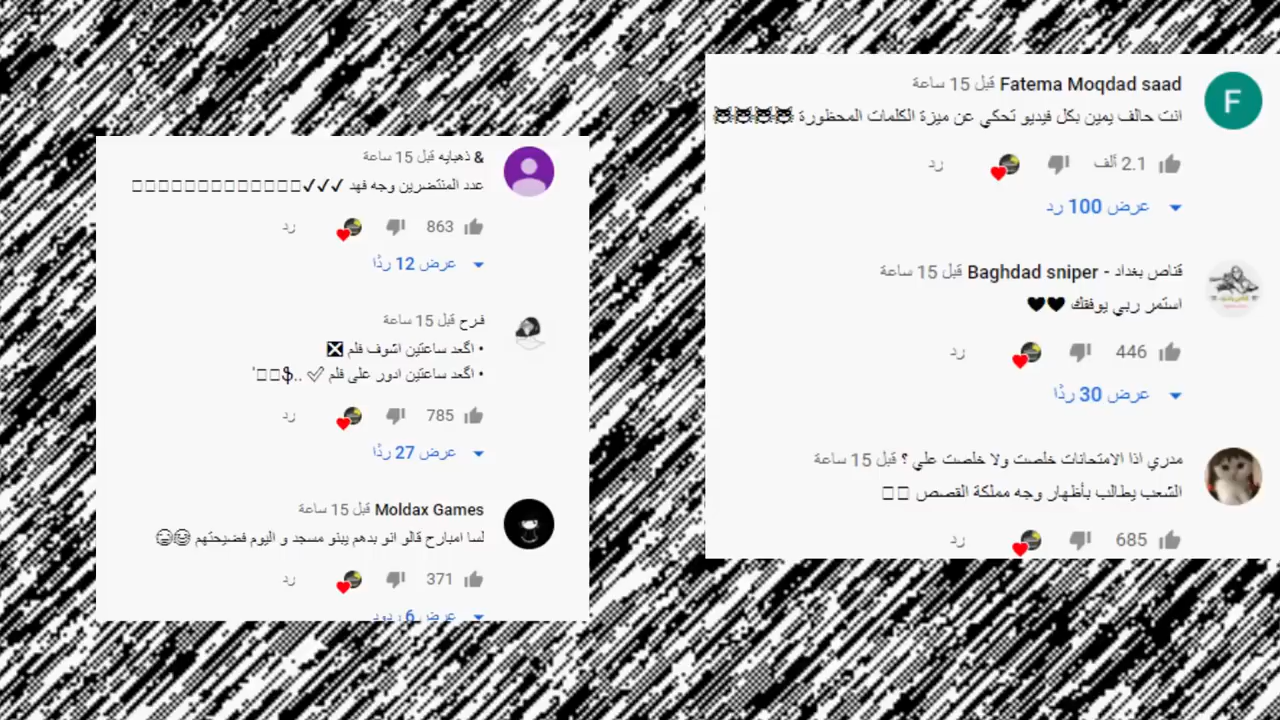 Fatema Moqdad saad قبل 15 ساعة
انت حالف يمين بكل فيديو تحكي عن ميزة الكلمات المحظورة 😈😈😈😈
2.1 ألف رد
عرض 100 رد
قناص بغداد - Baghdad sniper قبل 15 ساعة
استمر ربي يوفقك 🖤🖤
446 رد
عرض 30 ردًا
مدري اذا الامتحانات خلصت ولا خلصت علي ؟ قبل 15 ساعة
الشعب يطالب بأظهار وجه مملكة القصص □□
685 رد
& ذهبايه قبل 15 ساعة
عدد المنتضرين وجه فهد ✓✓✓□□□□□□□□□□□□□
863 رد
عرض 12 ردًا
فرح قبل 15 ساعة
• اگعد ساعتين اشوف فلم ❎
• اگعد ساعتين ادور على فلم ✅ ..$□□'
785 رد
عرض 27 ردًا
Moldax Games قبل 15 ساعة
لسا امبارح قالو انو بدهم يبنو مسجد و اليوم فضيحتهم 😂😂
371 رد
عرض 6 ردود